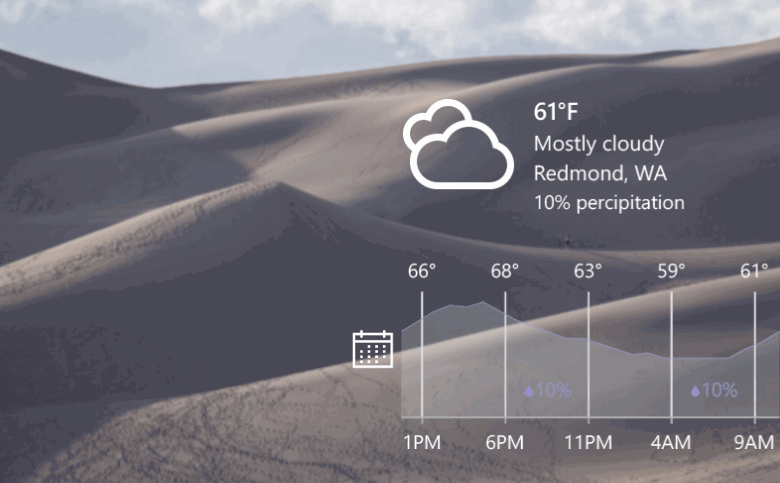 61°F
Mostly cloudy
Redmond, WA
10% percipitation
66° 68° 63° 59° 61°
10% 10%
1PM 6PM 11PM 4AM 9AM